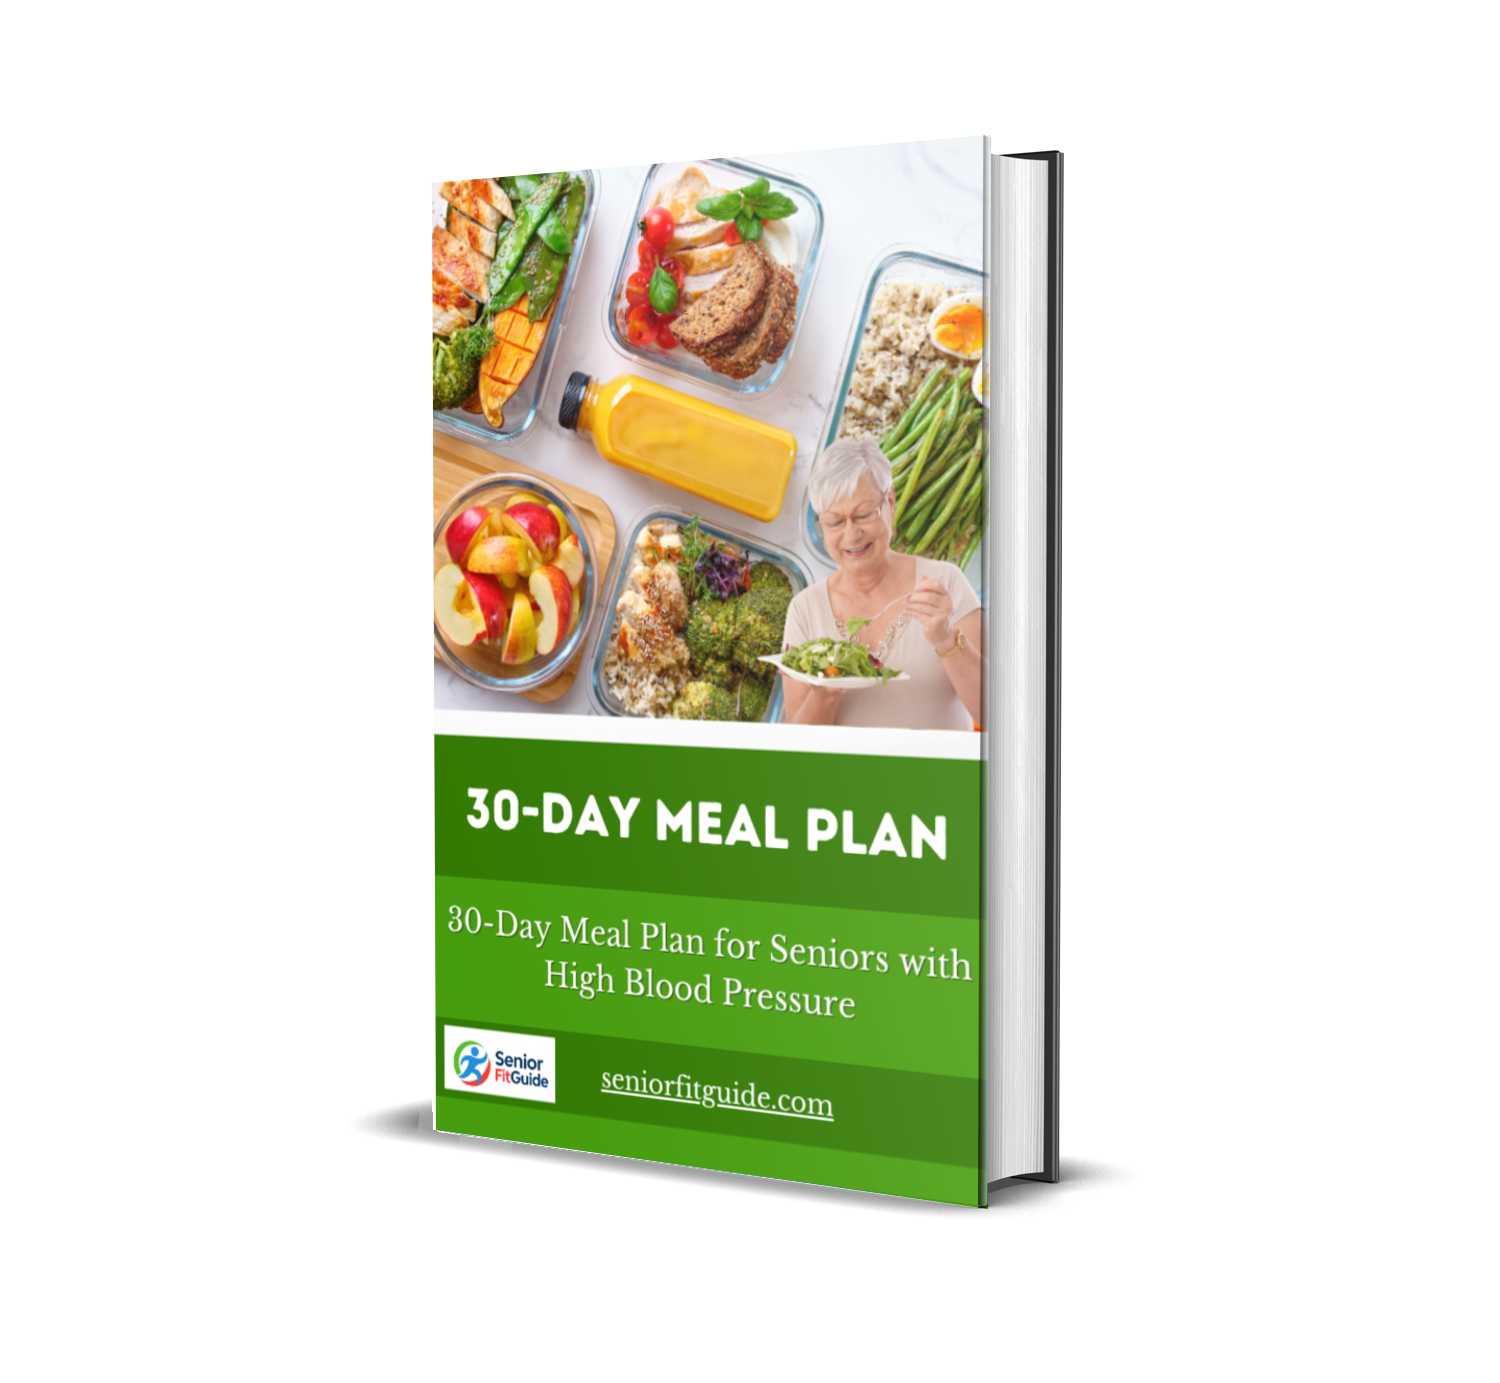 30-DAY MEAL PLAN
30-Day Meal Plan for Seniors with
High Blood Pressure
Senior
FitGuide
seniorfitguide.com